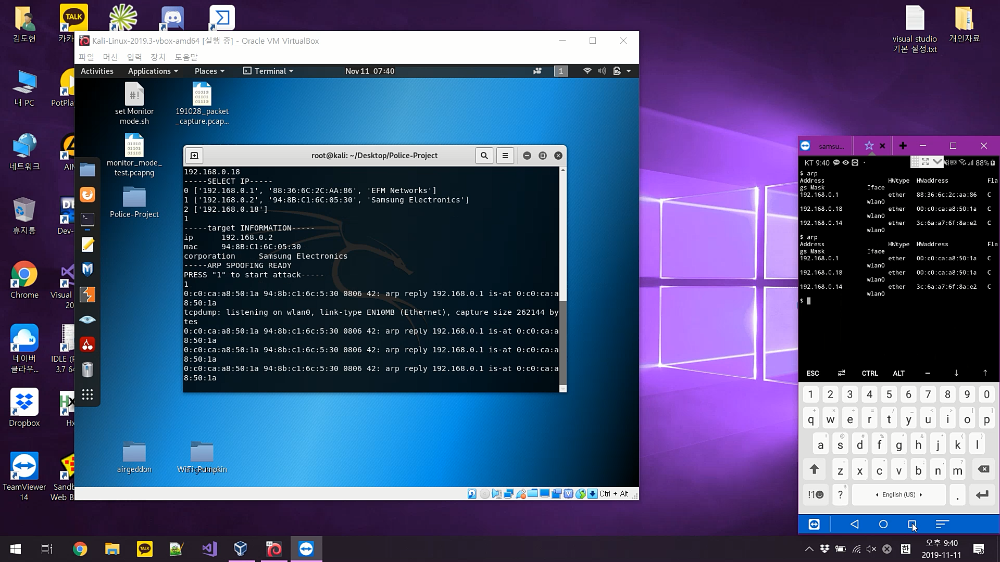 김도현
카카
visual studio
기본 설정.txt
개인자료
Kali-Linux-2019.3-vbox-amd64 [실행 중] - Oracle VM VirtualBox
파일 머신 입력 장치 도움말
Activities Applications Places Terminal Nov 11 07:40 1
set Monitor
mode.sh
191028_packet
_capture.pcap...
monitor_mode_
test.pcapng
Police-Project
airgeddon
WiFi-Pumpkin
내 PC
PotPla
네트워크
AI
휴지통
Dev-
Chrome
Visual
20
네이버
클라우...
IDLE (P
3.7 64
Dropbox
Hx
TeamViewer
14
Sandb
Web B
root@kali: ~/Desktop/Police-Project
192.168.0.18
-----SELECT IP-----
0 ['192.168.0.1', '88:36:6C:2C:AA:86', 'EFM Networks']
1 ['192.168.0.2', '94:8B:C1:6C:05:30', 'Samsung Electronics']
2 ['192.168.0.18']
1
-----target INFORMATION-----
ip 192.168.0.2
mac 94:8B:C1:6C:05:30
corporation Samsung Electronics
-----ARP SPOOFING READY
PRESS "1" to start attack-----
1
0:c0:ca:a8:50:1a 94:8b:c1:6c:5:30 0806 42: arp reply 192.168.0.1 is-at 0:c0:ca:a
8:50:1a
tcpdump: listening on wlan0, link-type EN10MB (Ethernet), capture size 262144 by
tes
0:c0:ca:a8:50:1a 94:8b:c1:6c:5:30 0806 42: arp reply 192.168.0.1 is-at 0:c0:ca:a
8:50:1a
0:c0:ca:a8:50:1a 94:8b:c1:6c:5:30 0806 42: arp reply 192.168.0.1 is-at 0:c0:ca:a
8:50:1a
0:c0:ca:a8:50:1a 94:8b:c1:6c:5:30 0806 42: arp reply 192.168.0.1 is-at 0:c0:ca:a
8:50:1a
Ctrl + Alt
samsu...
KT 9:40 88%
$ arp
Address HWtype HWaddress Fla
gs Mask Iface
192.168.0.1 ether 88:36:6c:2c:aa:86 C
wlan0
192.168.0.18 ether 00:c0:ca:a8:50:1a C
wlan0
192.168.0.14 ether 3c:6a:a7:6f:8a:e2 C
wlan0
$ arp
Address HWtype HWaddress Fla
gs Mask Iface
192.168.0.1 ether 00:c0:ca:a8:50:1a C
wlan0
192.168.0.18 ether 00:c0:ca:a8:50:1a C
wlan0
192.168.0.14 ether 3c:6a:a7:6f:8a:e2 C
wlan0
$
ESC CTRL ALT − ↓ ↑
1 2 3 4 5 6 7 8 9 0
q w e r t y u i o p
a s d f g h j k l
z x c v b n m
!1☺ ? English (US) .
한
오후 9:40
2019-11-11